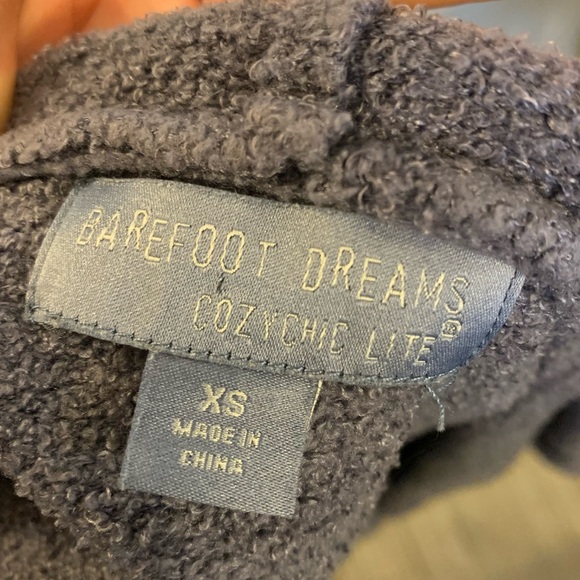 BAREFOOT DREAMS®
COZYCHIC LITE
XS
MADE IN
CHINA